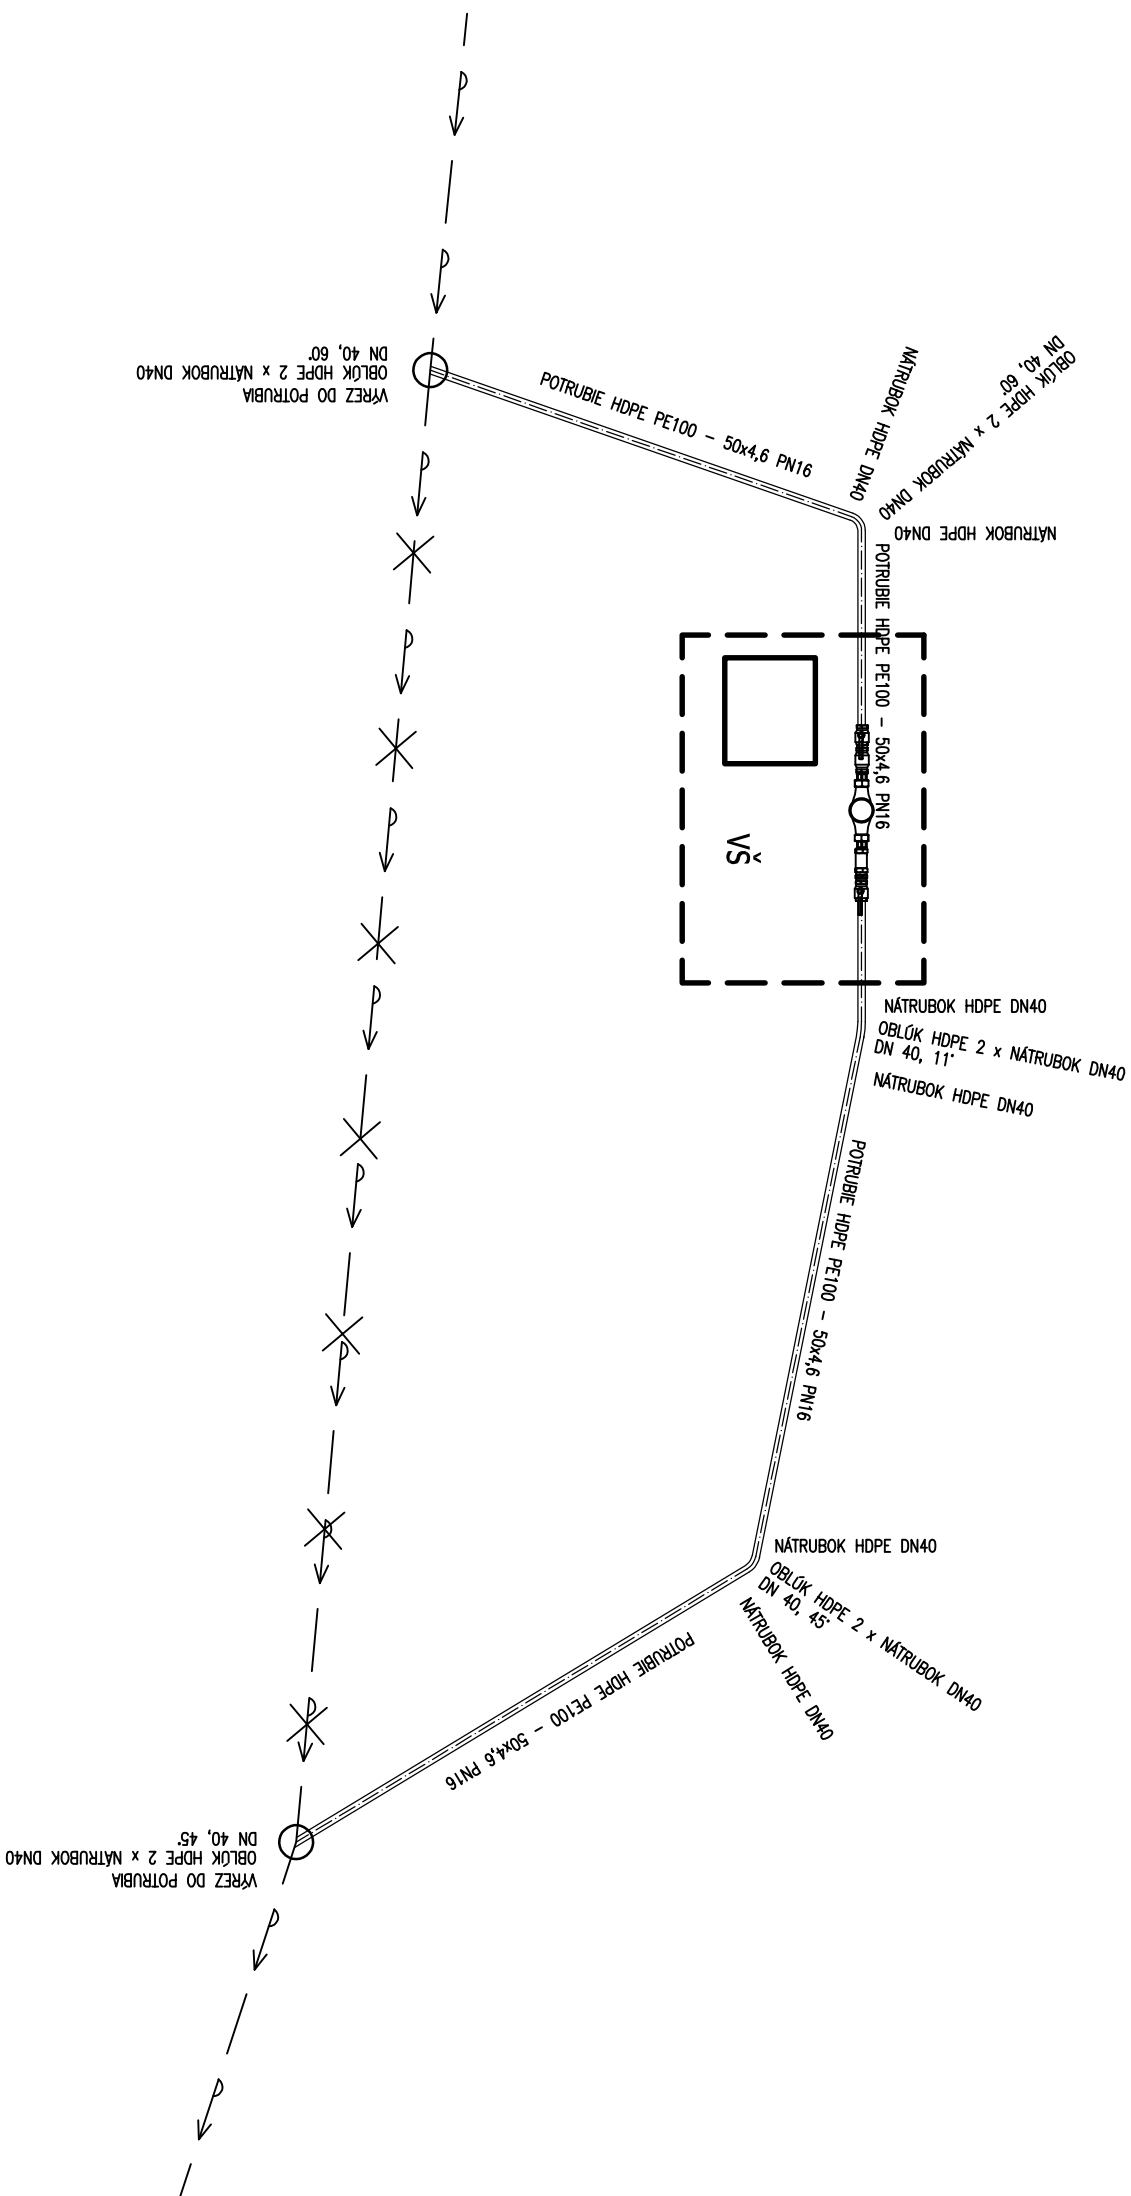 VÝREZ DO POTRUBIA
OBLÚK HDPE 2 x NÁTRUBOK DN40
DN 40, 60°
POTRUBIE HDPE PE100 - 50x4,6 PN16
NÁTRUBOK HDPE DN40
OBLÚK HDPE 2 x NÁTRUBOK DN40
DN 40, 60°
NÁTRUBOK HDPE DN40
POTRUBIE HDPE PE100 - 50x4,6 PN16
VŠ
NÁTRUBOK HDPE DN40
OBLÚK HDPE 2 x NÁTRUBOK DN40
DN 40, 11°
NÁTRUBOK HDPE DN40
POTRUBIE HDPE PE100 - 50x4,6 PN16
NÁTRUBOK HDPE DN40
OBLÚK HDPE 2 x NÁTRUBOK DN40
DN 40, 45°
NÁTRUBOK HDPE DN40
POTRUBIE HDPE PE100 - 50x4,6 PN16
VÝREZ DO POTRUBIA
OBLÚK HDPE 2 x NÁTRUBOK DN40
DN 40, 45°